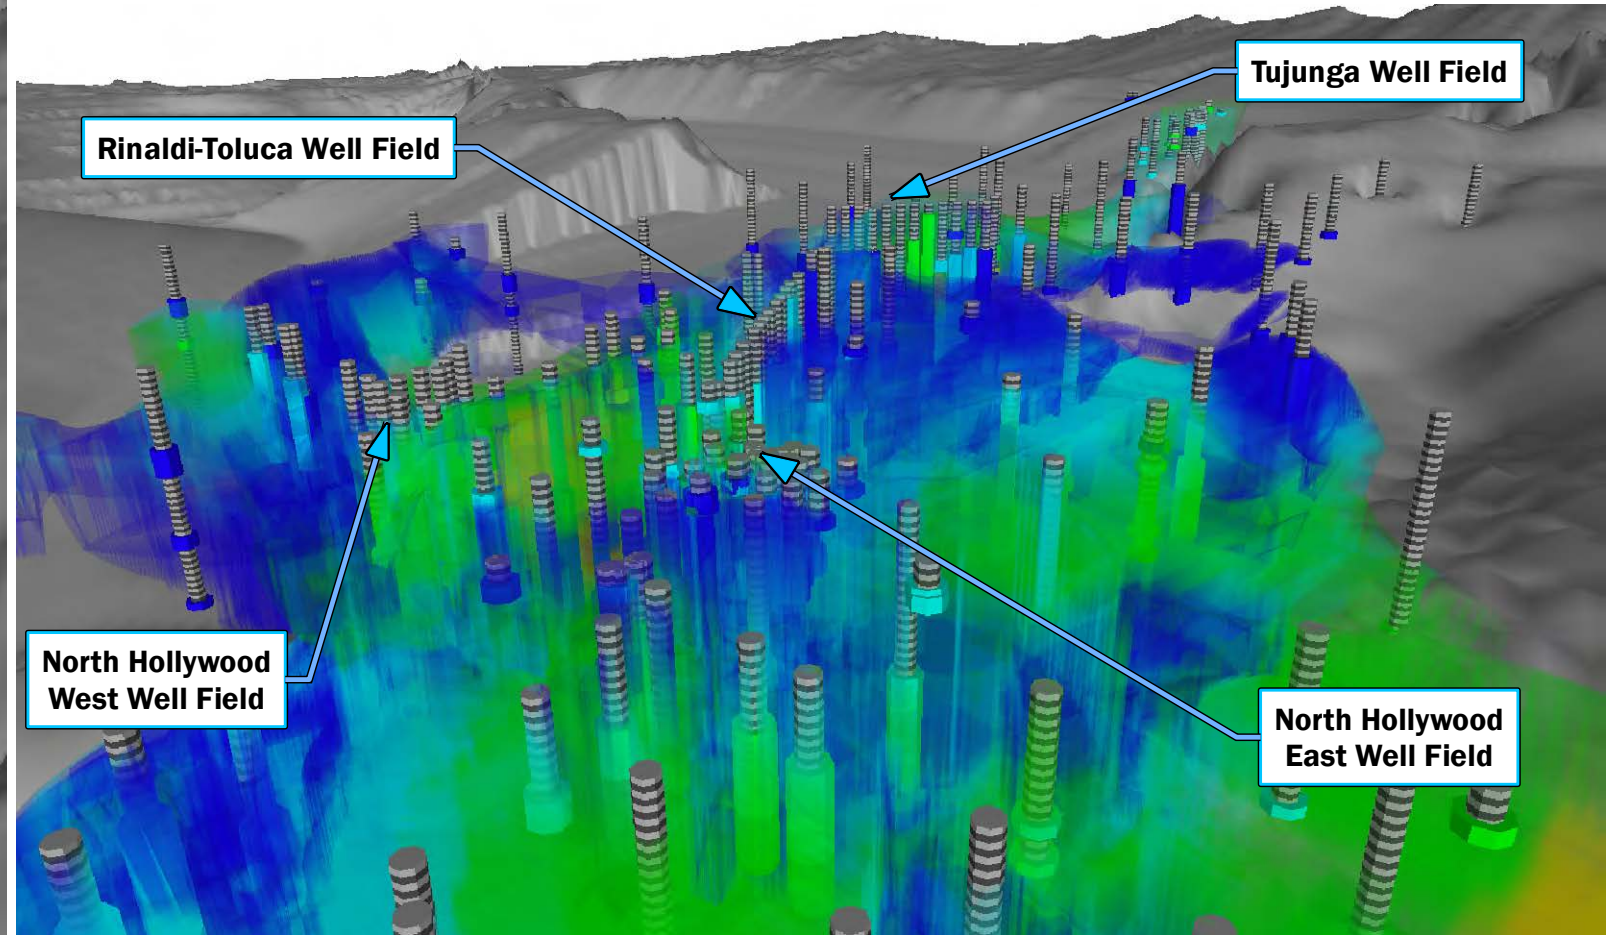 Tujunga Well Field
Rinaldi-Toluca Well Field
North Hollywood
West Well Field
North Hollywood
East Well Field